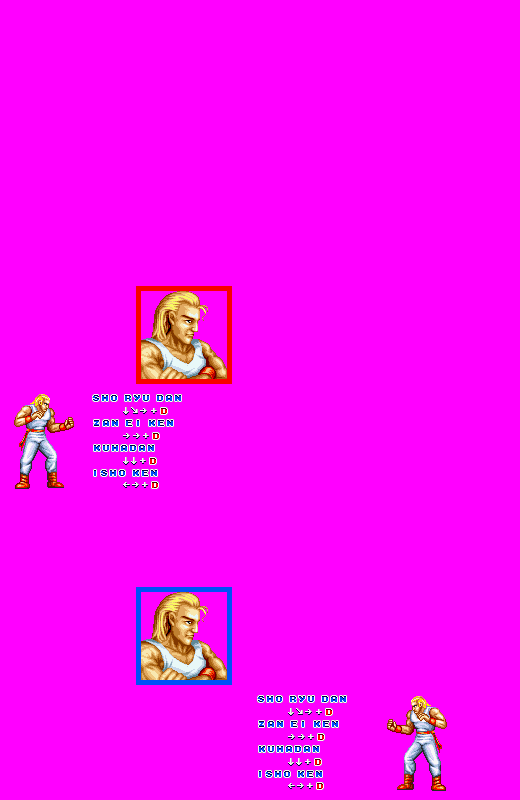 SHO RYU DAN
↓↘→+D
ZAN EI KEN
→→+D
KUHADAN
↓↓+D
ISHO KEN
←→+D
SHO RYU DAN
↓↘→+D
ZAN EI KEN
→→+D
KUHADAN
↓↓+D
ISHO KEN
←→+D